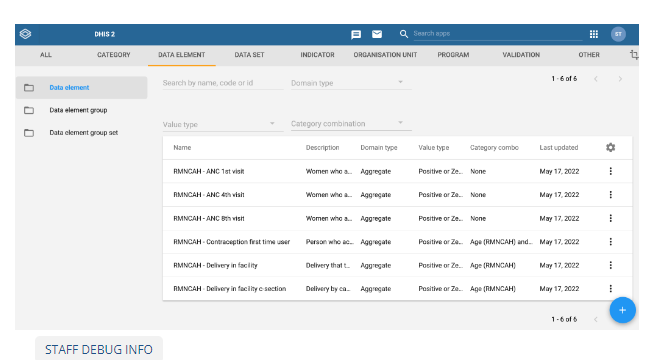 DHIS 2
Search apps
ST
ALL CATEGORY DATA ELEMENT DATA SET INDICATOR ORGANISATION UNIT PROGRAM VALIDATION OTHER
Data element
Data element group
Data element group set
Search by name, code or id Domain type 1 - 6 of 6
Value type Category combination
Name Description Domain type Value type Category combo Last updated
RMNCAH - ANC 1st visit Women who a... Aggregate Positive or Ze... None May 17, 2022
RMNCAH - ANC 4th visit Women who a... Aggregate Positive or Ze... None May 17, 2022
RMNCAH - ANC 8th visit Women who a... Aggregate Positive or Ze... None May 17, 2022
RMNCAH - Contraception first time user Person who ac... Aggregate Positive or Ze... Age (RMNCAH) and... May 17, 2022
RMNCAH - Delivery in facility Delivery that t... Aggregate Positive or Ze... Age (RMNCAH) May 17, 2022
RMNCAH - Delivery in facility c-section Delivery by ca... Aggregate Positive or Ze... Age (RMNCAH) May 17, 2022
1 - 6 of 6
STAFF DEBUG INFO